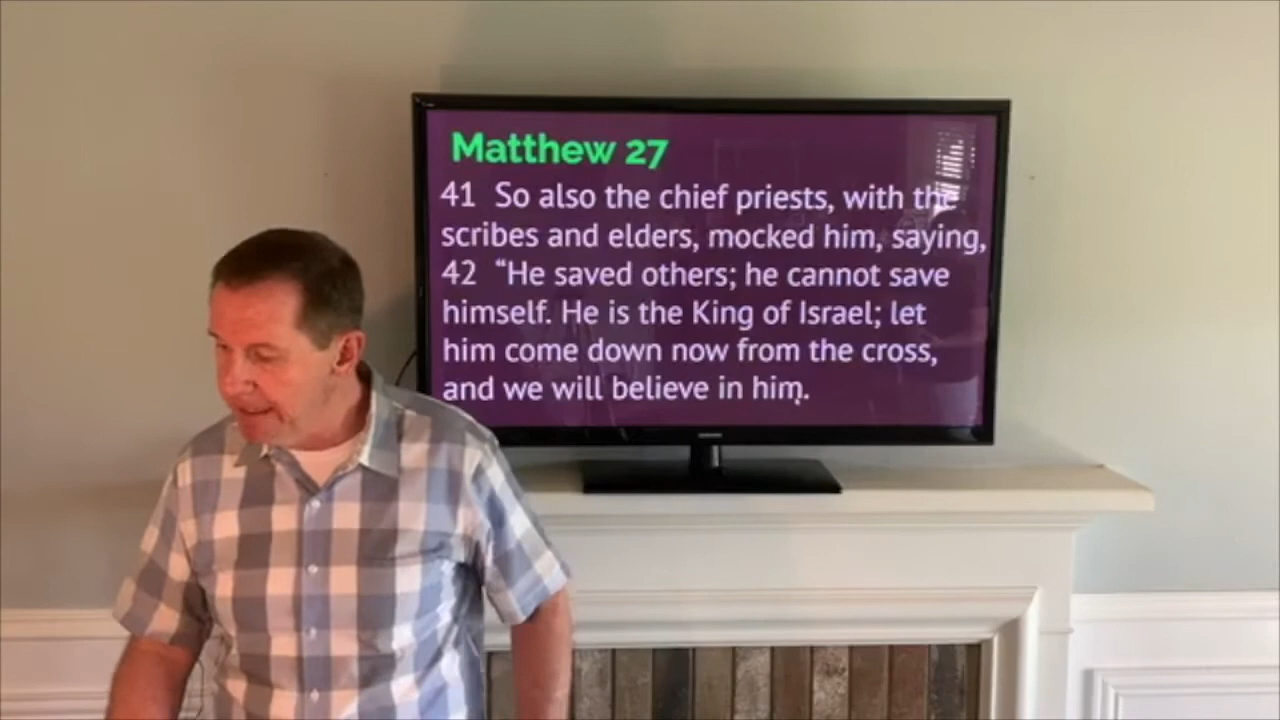 Matthew 27
41 So also the chief priests, with the
scribes and elders, mocked him, saying,
42 “He saved others; he cannot save
himself. He is the King of Israel; let
him come down now from the cross,
and we will believe in him.